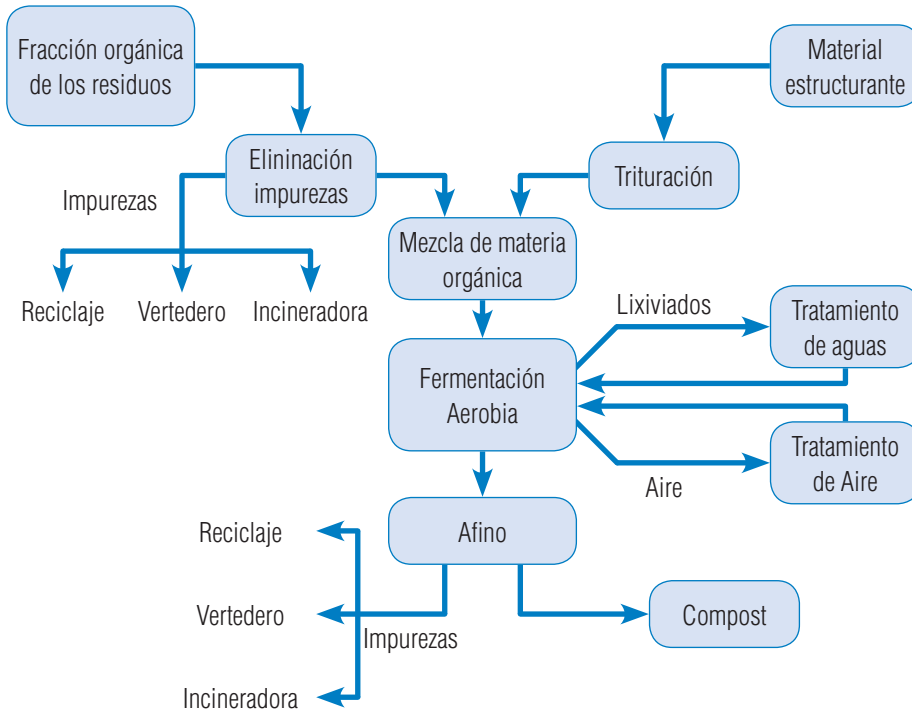 Fracción orgánica
de los residuos
Material
estructurante
Elininación
impurezas
Trituración
Impurezas
Mezcla de materia
orgánica
Reciclaje
Vertedero
Incineradora
Lixiviados
Tratamiento
de aguas
Fermentación
Aerobia
Tratamiento
de Aire
Aire
Afino
Reciclaje
Vertedero
Impurezas
Compost
Incineradora